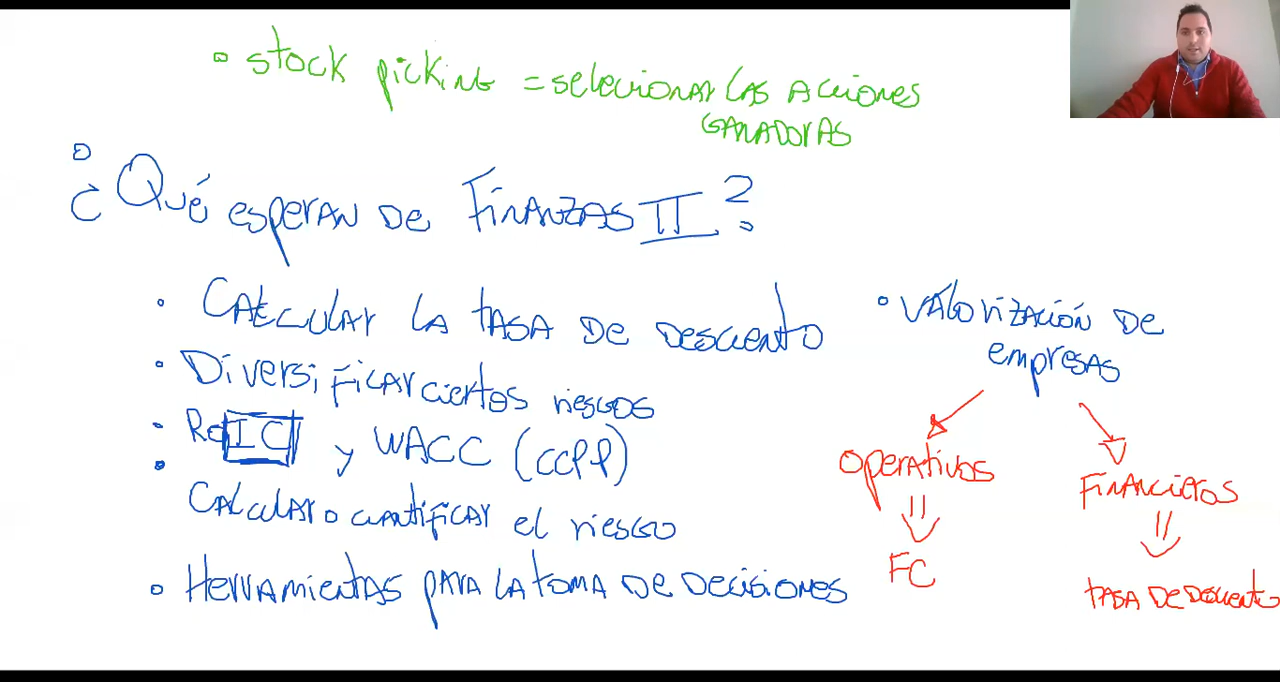 stock picking = seleccionar las acciones
GANADORAS
¿Qué esperan de Finanzas II?
• Calcular la tasa de descuento
• Diversificar ciertos riesgos
• RoIC y WACC (CCPP)
• Calcular o cuantificar el riesgo
• Herramientas para la toma de decisiones
• Valorización de
empresas
Operativos
Financieros
FC
tasa de descuento